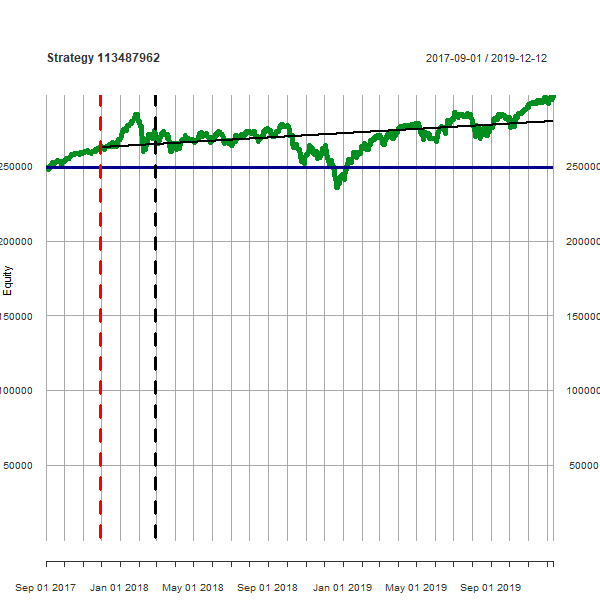 Strategy 113487962 2017-09-01 / 2019-12-12
250000 250000
200000 200000
Equity
150000 150000
100000 100000
50000 50000
Sep 01 2017 Jan 01 2018 May 01 2018 Sep 01 2018 Jan 01 2019 May 01 2019 Sep 01 2019